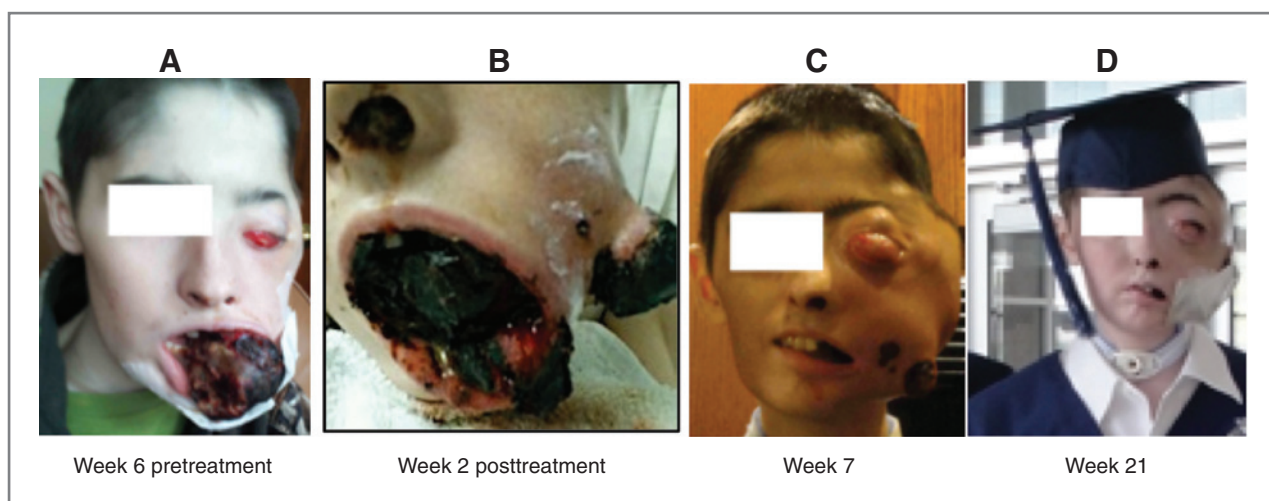 A
B
C
D
Week 6 pretreatment
Week 2 posttreatment
Week 7
Week 21